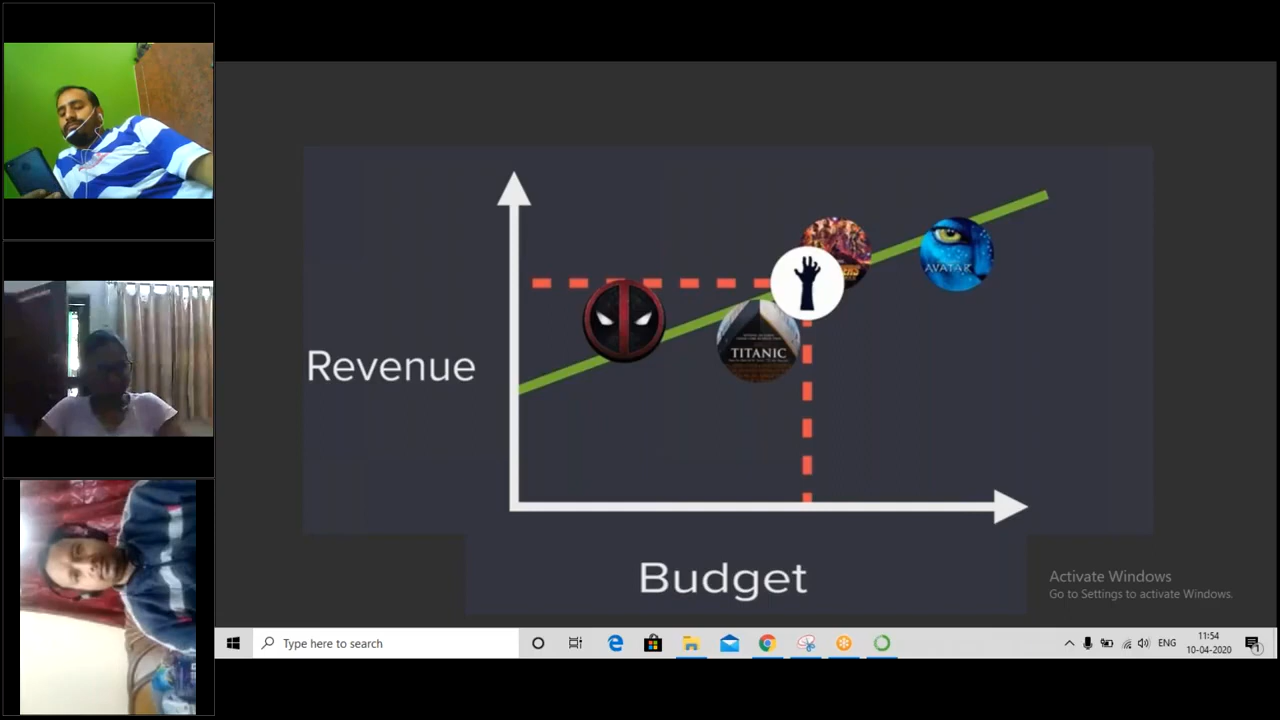 AVATAR
TITANIC
Revenue
Budget
Activate Windows
Go to Settings to activate Windows.
Type here to search
ENG
11:54
10-04-2020
1